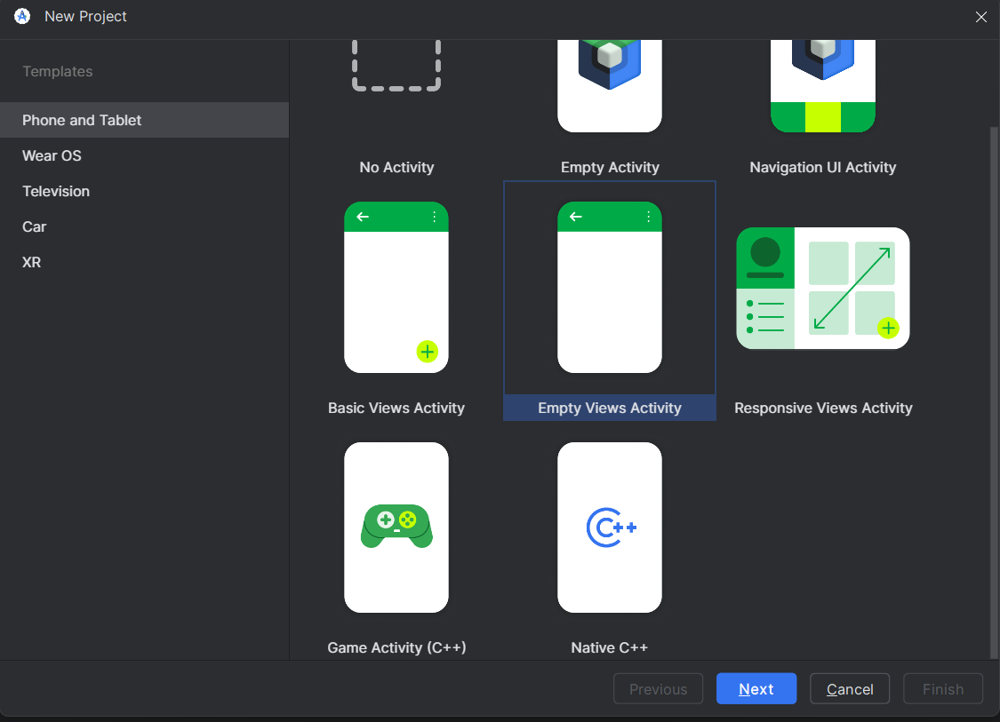 New Project
Templates
Phone and Tablet
Wear OS
Television
Car
XR
No Activity
Empty Activity
Navigation UI Activity
Basic Views Activity
Empty Views Activity
Responsive Views Activity
C++
Game Activity (C++)
Native C++
Previous
Next
Cancel
Finish